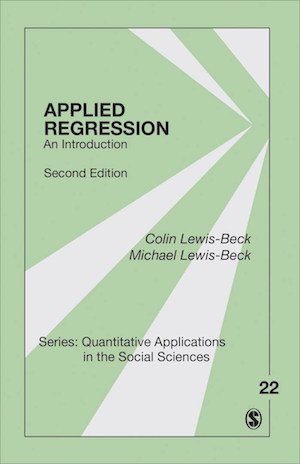 APPLIED
REGRESSION
An Introduction
Second Edition
Colin Lewis-Beck
Michael Lewis-Beck
Series: Quantitative Applications
in the Social Sciences
22
S